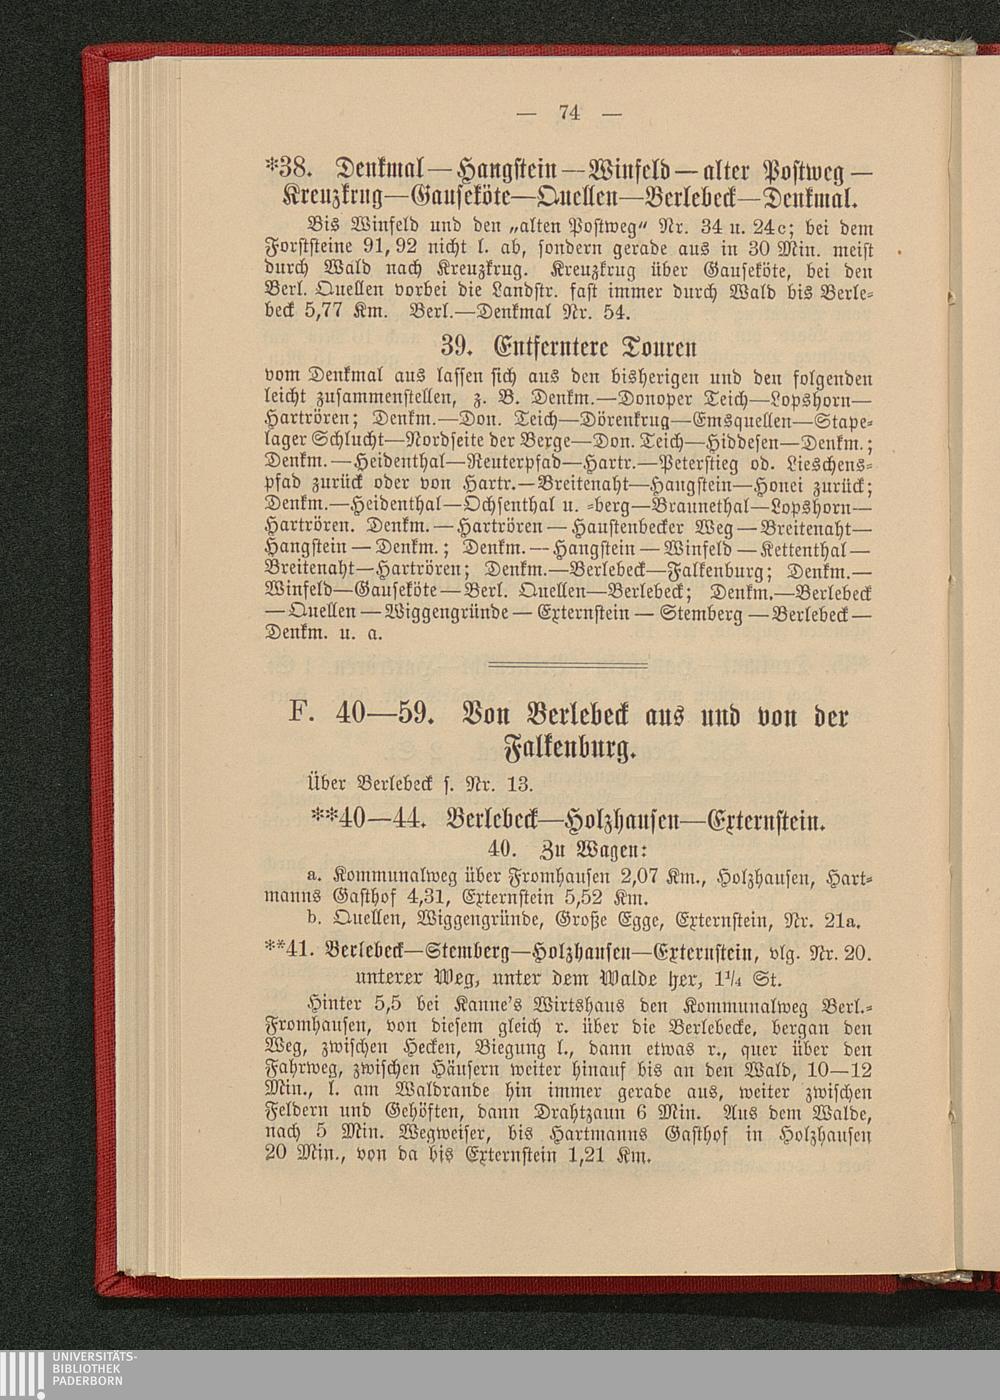 — 74 —
*38. Denkmal—Hangstein—Winfeld—alter Postweg—
Kreuzkrug—Gauseköte—Quellen—Berlebeck—Denkmal.
Bis Winfeld und den „alten Postweg“ Nr. 34 u. 24c; bei dem
Forststeine 91, 92 nicht l. ab, sondern gerade aus in 30 Min. meist
durch Wald nach Kreuzkrug. Kreuzkrug über Gauseköte, bei den
Berl. Quellen vorbei die Landstr. fast immer durch Wald bis Berle-
beck 5,77 Km. Berl.—Denkmal Nr. 54.
39. Entferntere Touren
vom Denkmal aus lassen sich aus den bisherigen und den folgenden
leicht zusammenstellen, z. B. Denkm.—Donoper Teich—Lopshorn—
Hartrören; Denkm.—Don. Teich—Dörenkrug—Emsquellen—Stape-
lager Schlucht—Nordseite der Berge—Don. Teich—Hiddesen—Denkm.;
Denkm.—Heidenthal—Reuterpfad—Hartr.—Peterstieg od. Lieschens-
pfad zurück oder von Hartr.—Breitenaht—Hangstein—Honei zurück;
Denkm.—Heidenthal—Ochsenthal u. -berg—Braunethal—Lopshorn—
Hartrören. Denkm.—Hartrören—Haustenbecker Weg—Breitenaht—
Hangstein—Denkm.; Denkm.—Hangstein—Winfeld—Kettenthal—
Breitenaht—Hartrören; Denkm.—Berlebeck—Falkenburg; Denkm.—
Winfeld—Gauseköte—Berl. Quellen—Berlebeck; Denkm.—Berlebeck
—Quellen—Wiggengründe—Externstein—Stemberg—Berlebeck—
Denkm. u. a.
F. 40—59. Von Berlebeck aus und von der
Falkenburg.
Über Berlebeck s. Nr. 13.
**40—44. Berlebeck—Holzhausen—Externstein.
40. Zu Wagen:
a. Kommunalweg über Fromhausen 2,07 Km., Holzhausen, Hart-
manns Gasthof 4,31, Externstein 5,52 Km.
b. Quellen, Wiggengründe, Große Egge, Externstein, Nr. 21a.
**41. Berlebeck—Stemberg—Holzhausen—Externstein, vlg. Nr. 20.
unterer Weg, unter dem Walde her, 1¼ St.
Hinter 5,5 bei Kanne's Wirtshaus den Kommunalweg Berl.-
Fromhausen, von diesem gleich r. über die Berlebecke, bergan den
Weg, zwischen Hecken, Biegung l., dann etwas r., quer über den
Fahrweg, zwischen Häusern weiter hinauf bis an den Wald, 10—12
Min., l. am Waldrande hin immer gerade aus, weiter zwischen
Feldern und Gehöften, dann Drahtzaun 6 Min. Aus dem Walde,
nach 5 Min. Wegweiser, bis Hartmanns Gasthof in Holzhausen
20 Min., von da bis Externstein 1,21 Km.
UNIVERSITÄTS-
BIBLIOTHEK
PADERBORN